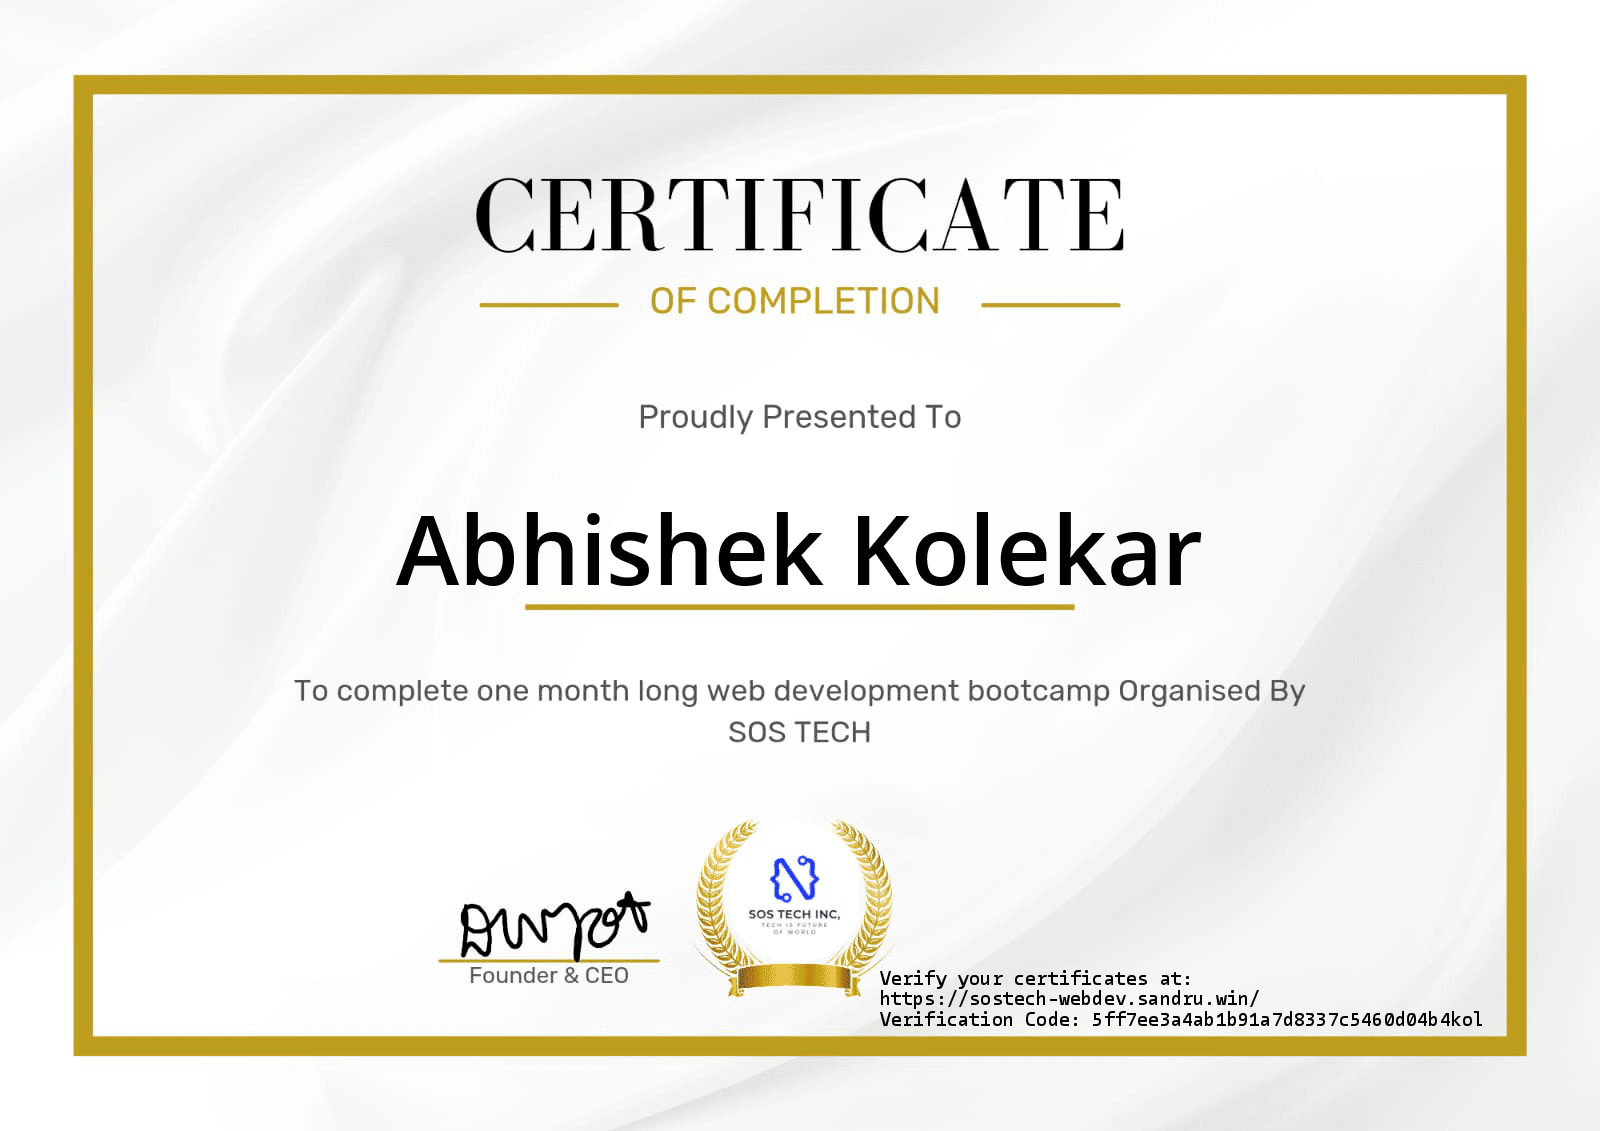 CERTIFICATE
OF COMPLETION
Proudly Presented To
Abhishek Kolekar
To complete one month long web development bootcamp Organised By
SOS TECH
SOS TECH INC,
TECH IS FUTURE
OF WORLD
Founder & CEO
Verify your certificates at:
https://sostech-webdev.sandru.win/
Verification Code: 5ff7ee3a4ab1b91a7d8337c5460d04b4kol